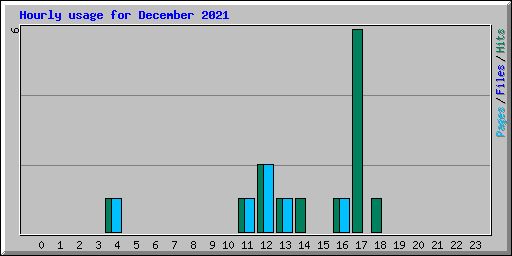 Hourly usage for December 2021
6
Pages/Files/Hits
0 1 2 3 4 5 6 7 8 9 10 11 12 13 14 15 16 17 18 19 20 21 22 23